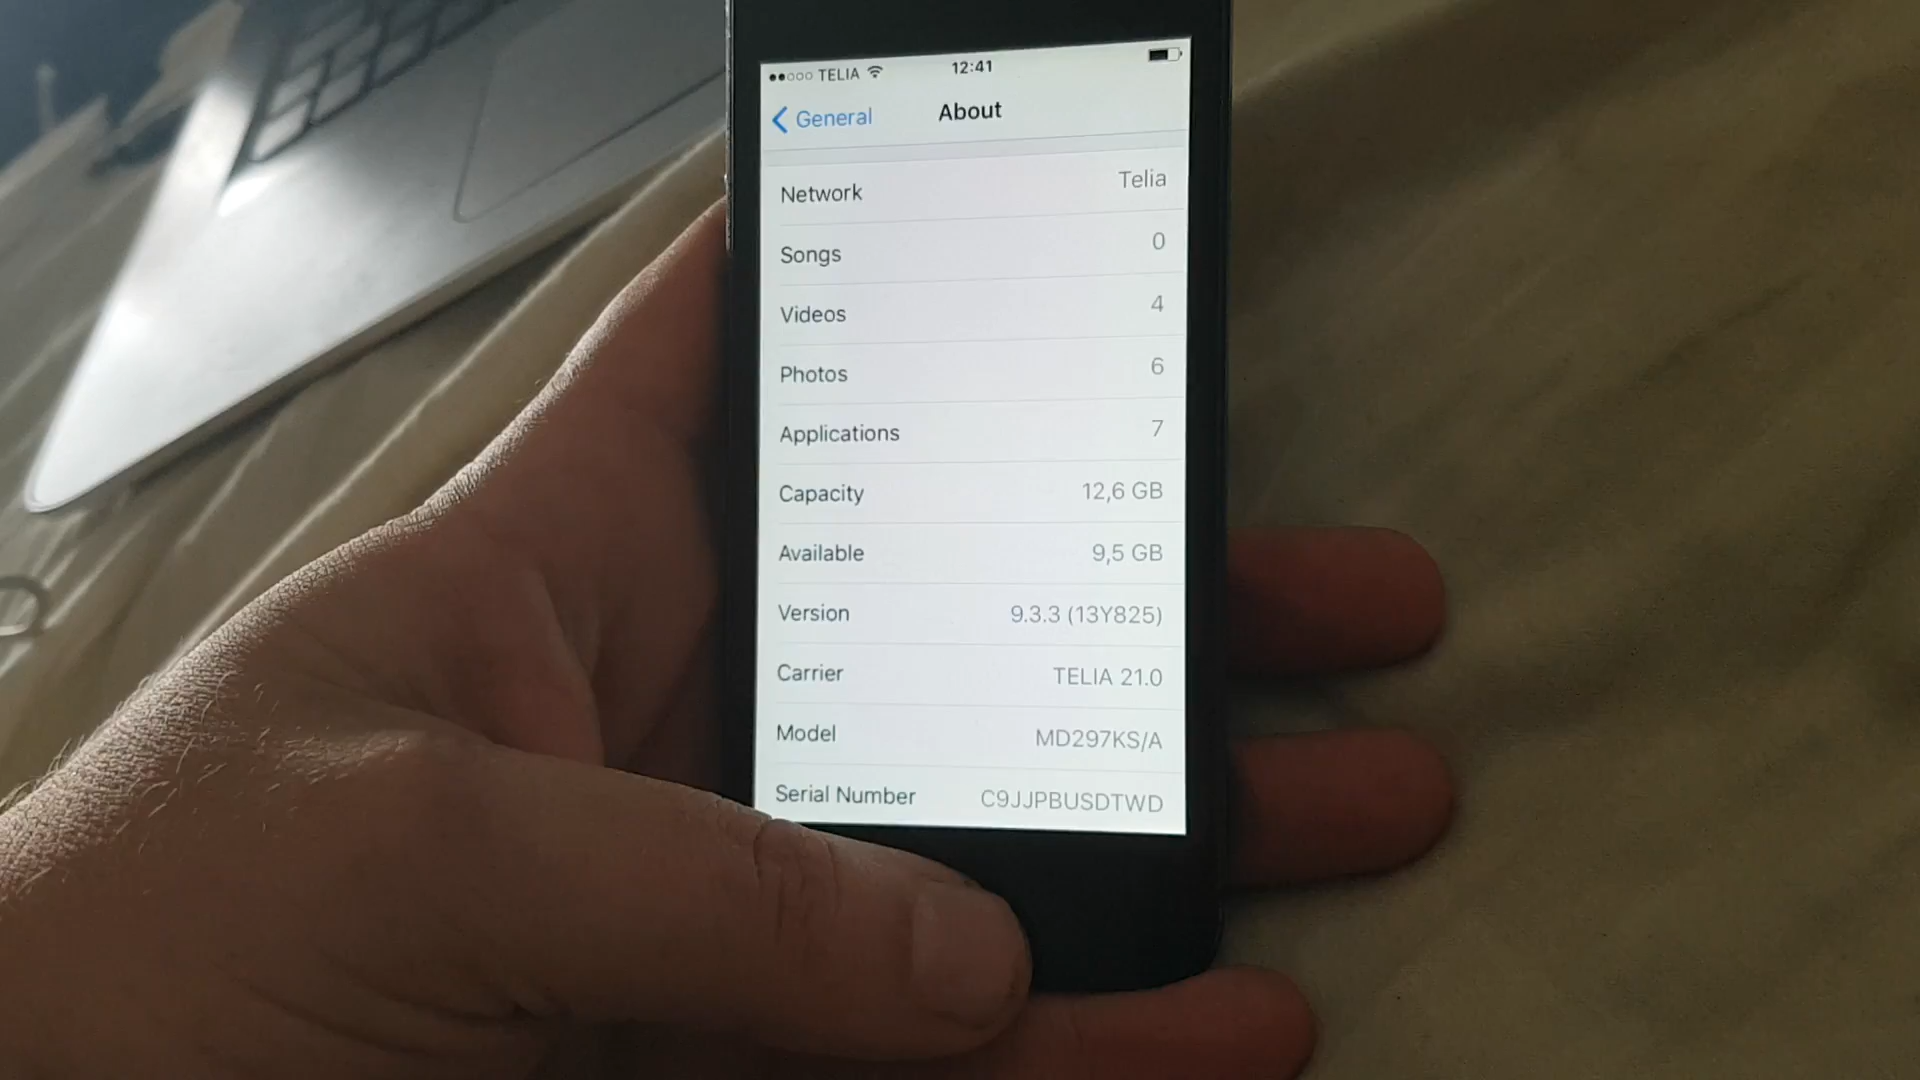 TELIA 12:41
General About
Network Telia
Songs 0
Videos 4
Photos 6
Applications 7
Capacity 12,6 GB
Available 9,5 GB
Version 9.3.3 (13Y825)
Carrier TELIA 21.0
Model MD297KS/A
Serial Number C9JJPBUSDTWD